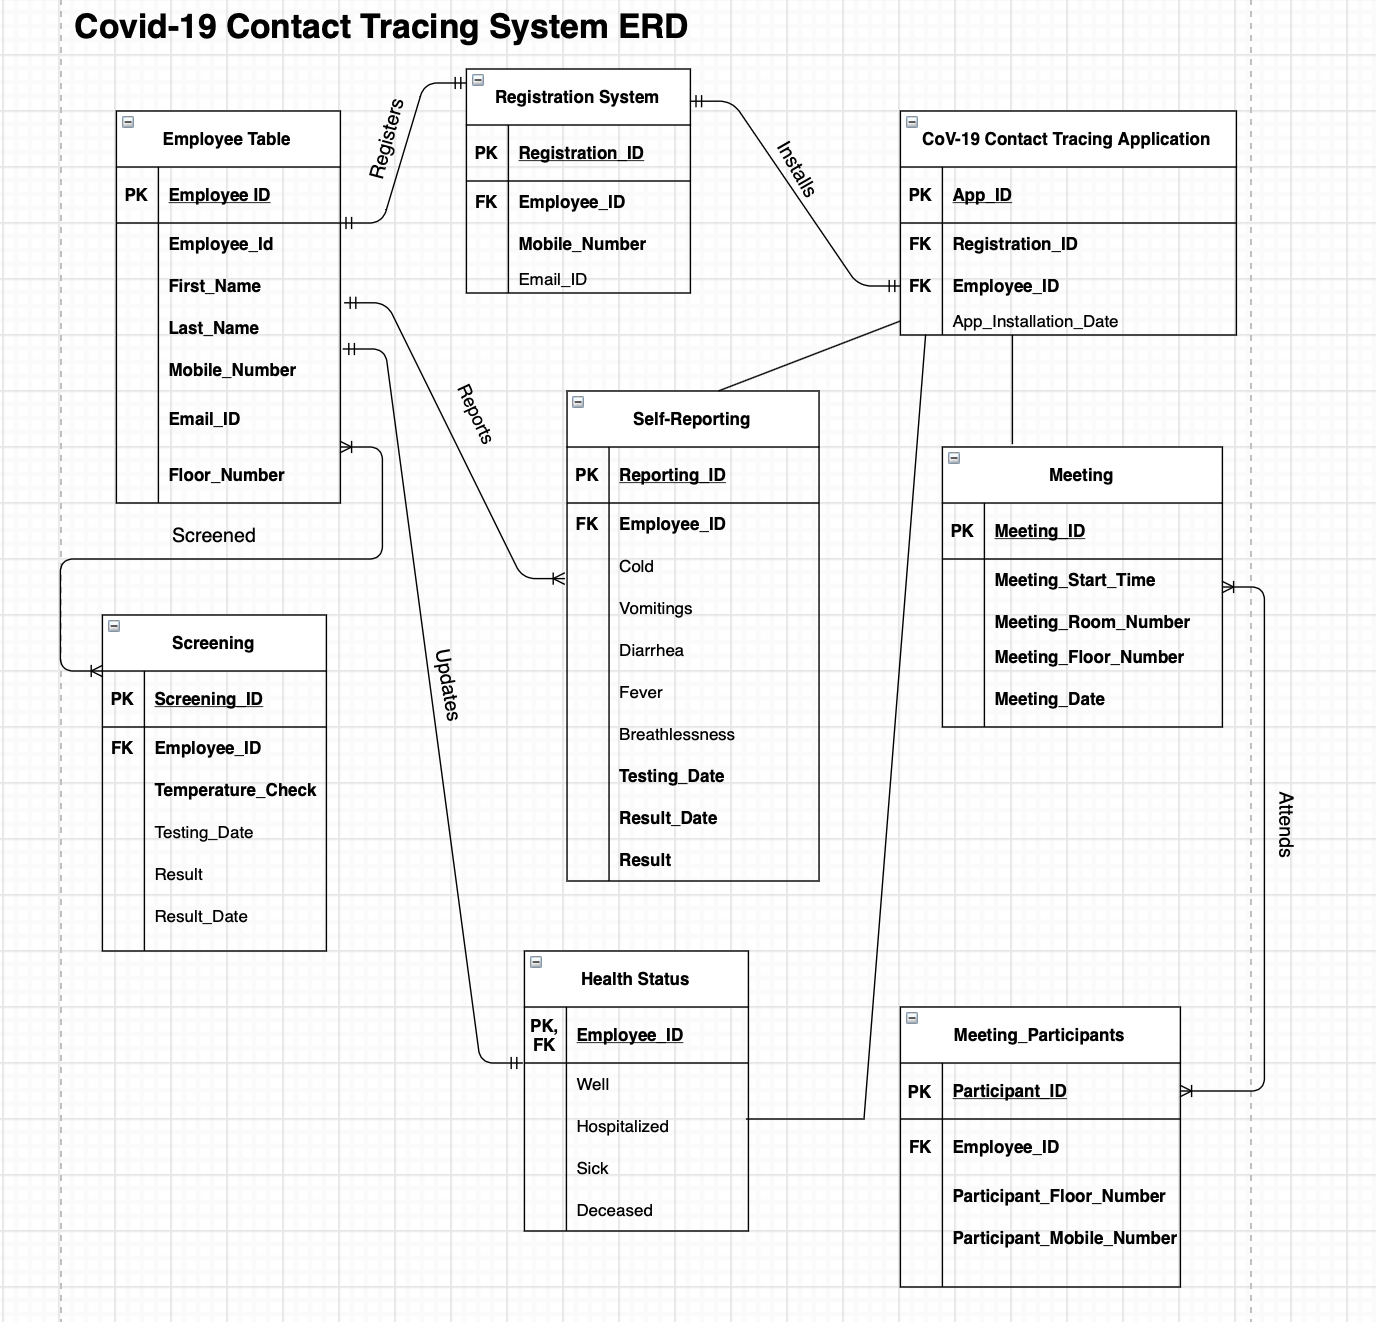 Covid-19 Contact Tracing System ERD
Registers
Registration System
PK Registration_ID
FK Employee_ID
Mobile_Number
Email_ID
Installs
Employee Table
PK Employee ID
Employee_Id
First_Name
Last_Name
Mobile_Number
Email_ID
Floor_Number
CoV-19 Contact Tracing Application
PK App_ID
FK Registration_ID
FK Employee_ID
App_Installation_Date
Reports
Self-Reporting
PK Reporting_ID
FK Employee_ID
Cold
Vomitings
Diarrhea
Fever
Breathlessness
Testing_Date
Result_Date
Result
Meeting
PK Meeting_ID
Meeting_Start_Time
Meeting_Room_Number
Meeting_Floor_Number
Meeting_Date
Screened
Screening
PK Screening_ID
FK Employee_ID
Temperature_Check
Testing_Date
Result
Result_Date
Updates
Attends
Health Status
PK, FK Employee_ID
Well
Hospitalized
Sick
Deceased
Meeting_Participants
PK Participant_ID
FK Employee_ID
Participant_Floor_Number
Participant_Mobile_Number